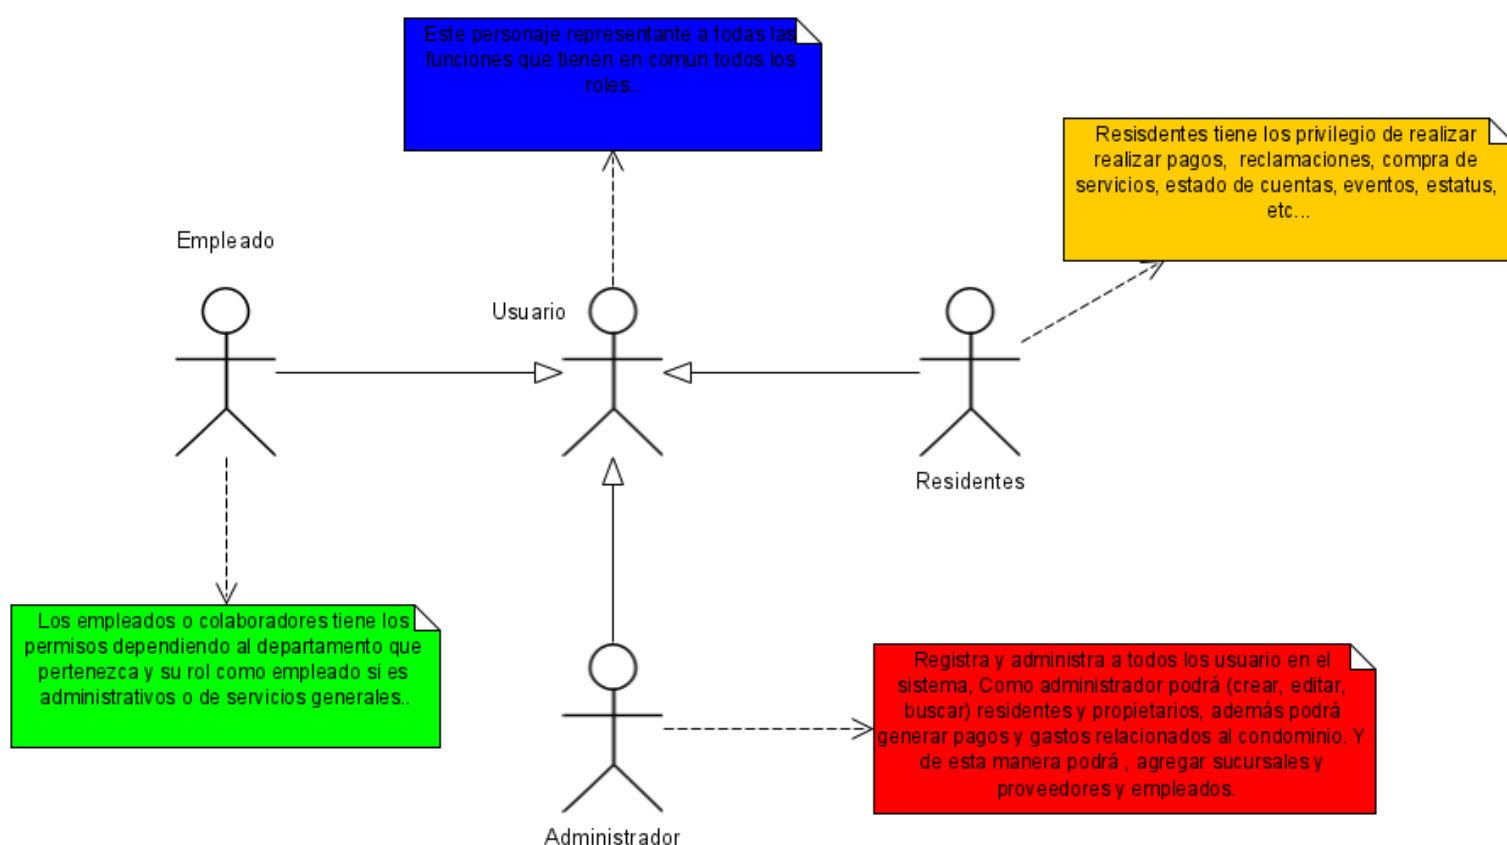 Este personaje representante a todas las
funciones que tienen en comun todos los
roles..
Resisdentes tiene los privilegio de realizar
realizar pagos,  reclamaciones, compra de
servicios, estado de cuentas, eventos, estatus,
etc...
Empleado
Usuario
Residentes
Los empleados o colaboradores tiene los
permisos dependiendo al departamento que
pertenezca y su rol como empleado si es
administrativos o de servicios generales..
Registra y administra a todos los usuario en el
sistema, Como administrador podrá (crear, editar,
buscar) residentes y propietarios, además podrá
generar pagos y gastos relacionados al condominio. Y
de esta manera podrá , agregar sucursales y
proveedores y empleados.
Administrador